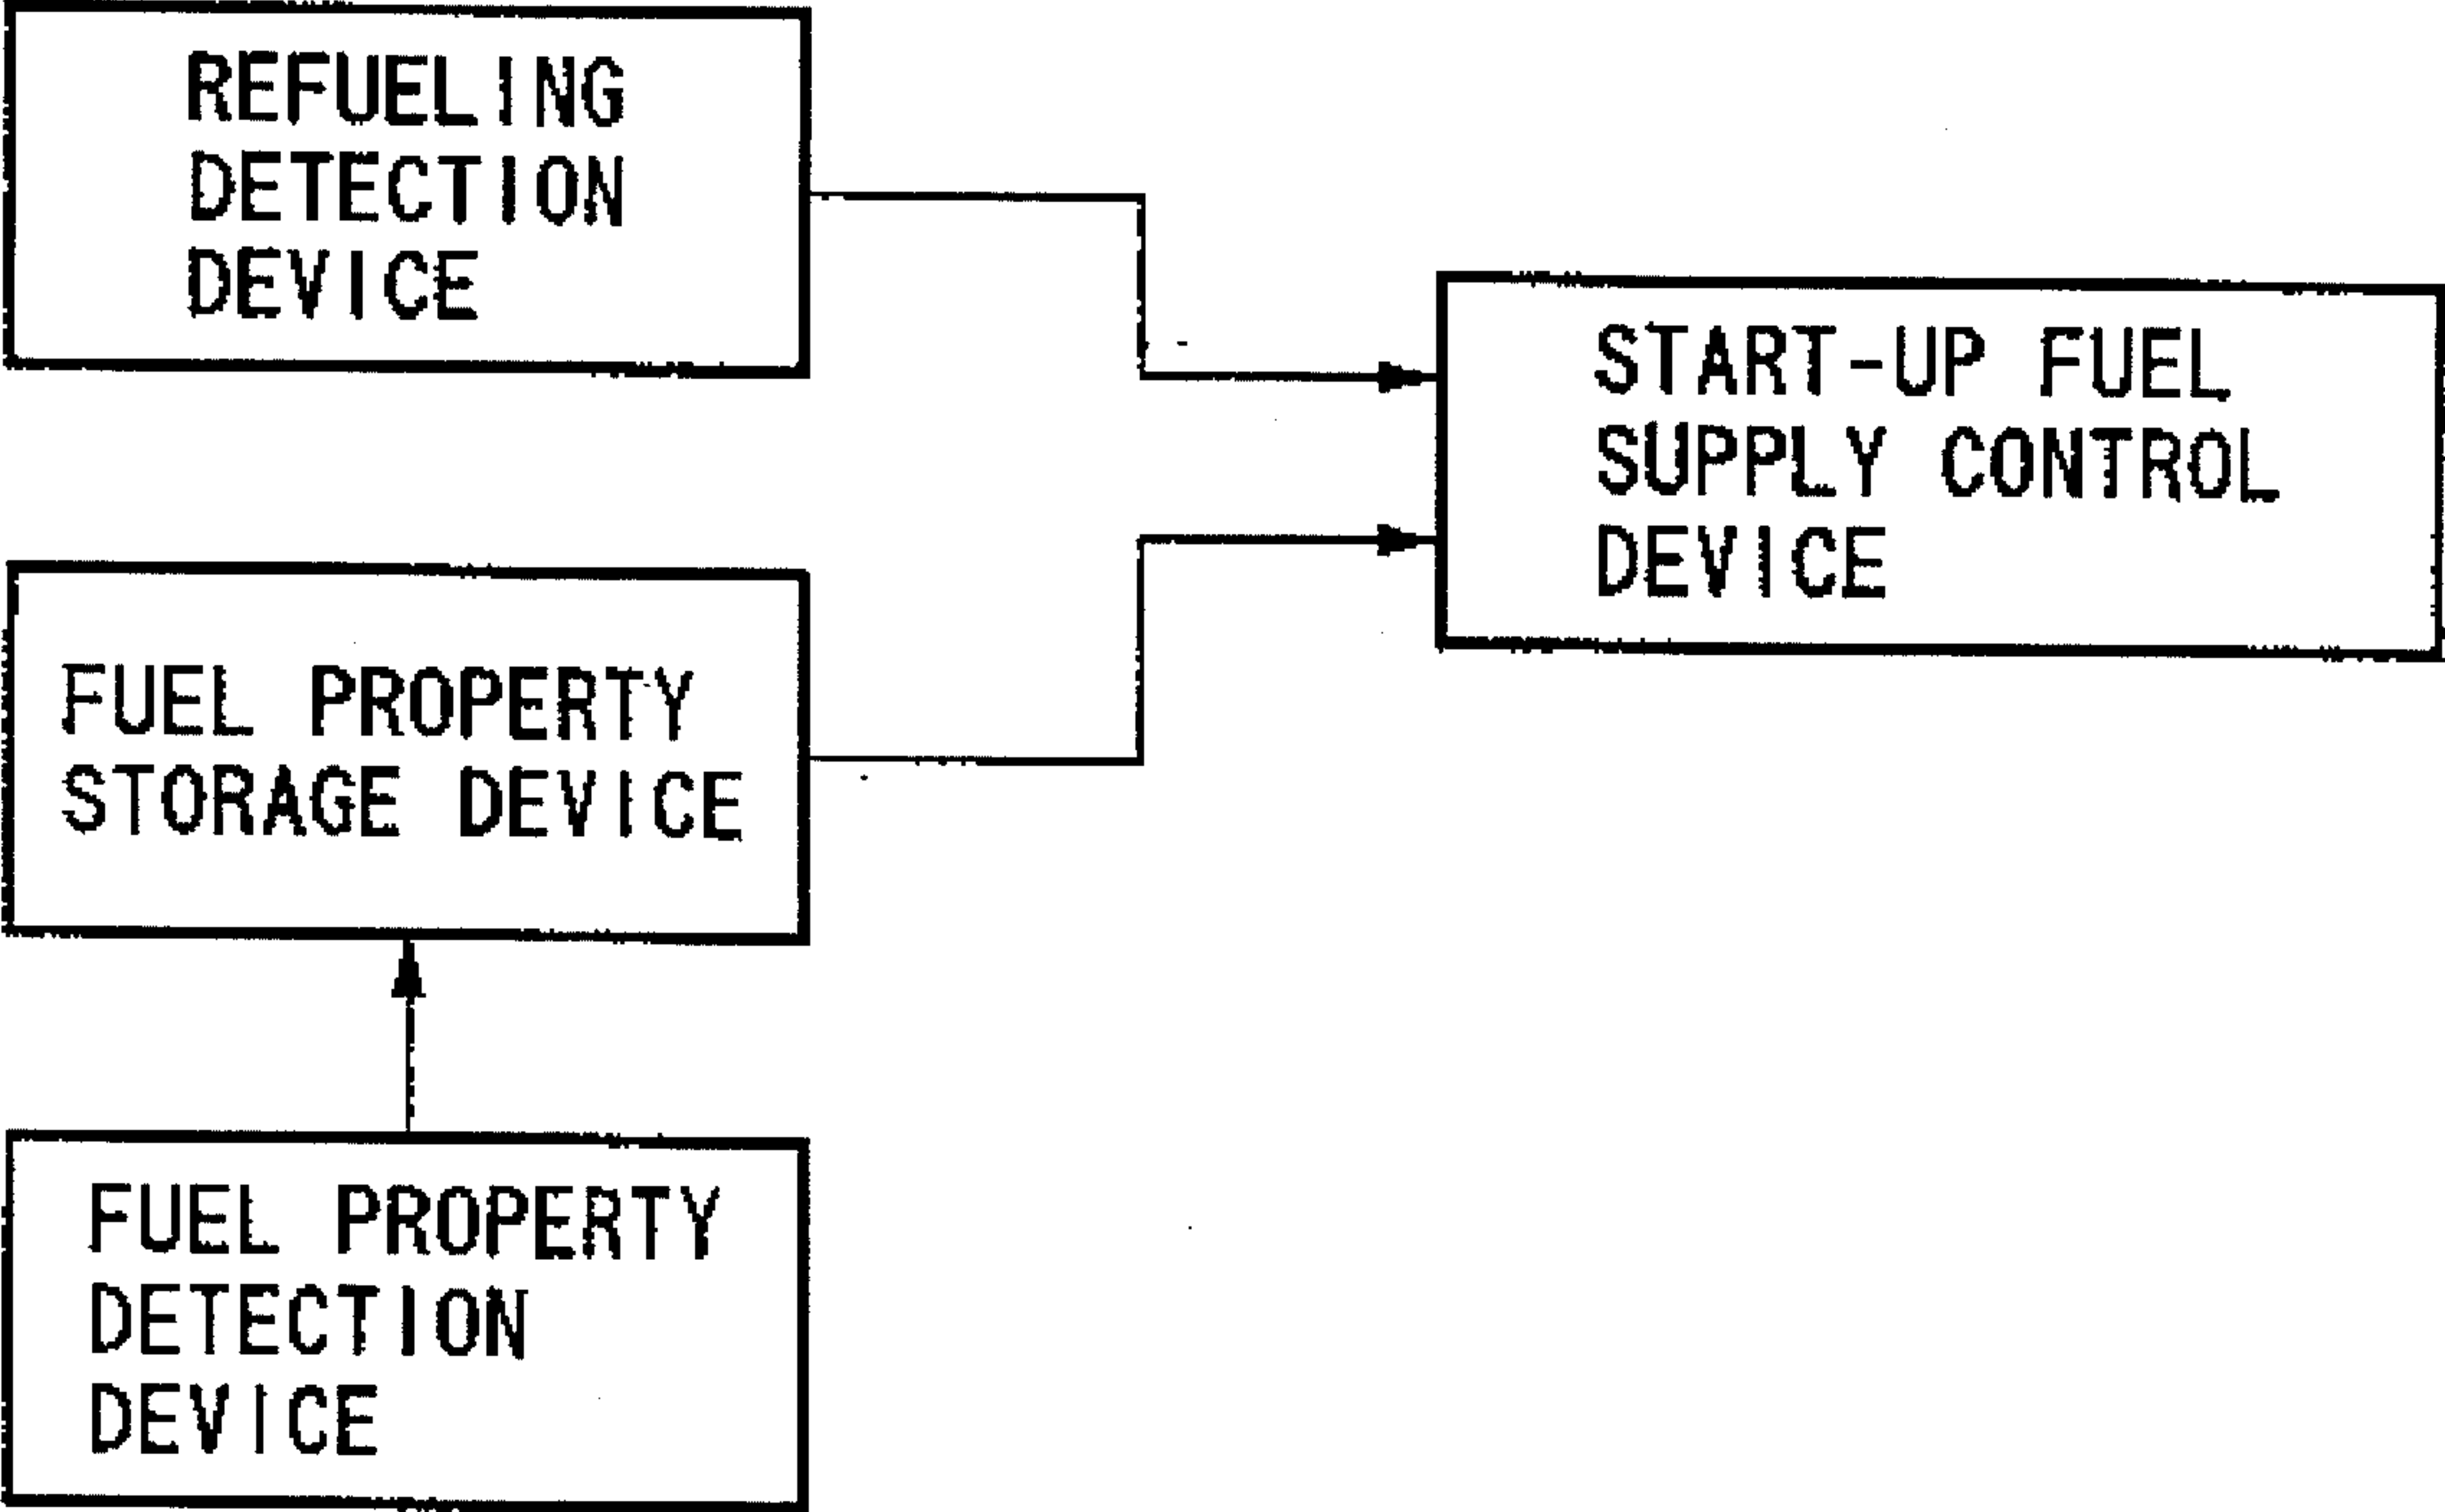 REFUELING
DETECTION
DEVICE
START-UP FUEL
SUPPLY CONTROL
DEVICE
FUEL PROPERTY
STORAGE DEVICE
FUEL PROPERTY
DETECTION
DEVICE